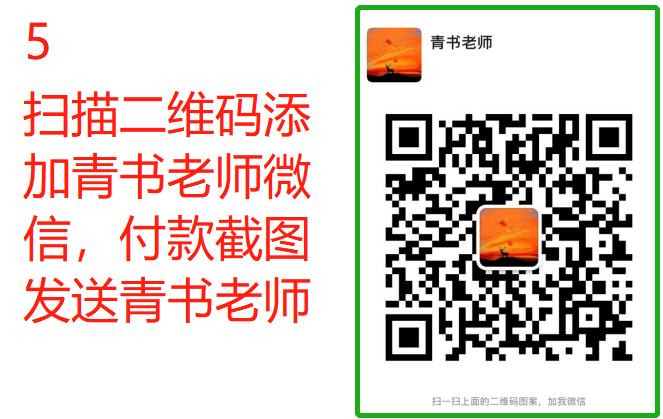 5
扫描二维码添
加青书老师微
信，付款截图
发送青书老师
青书老师
扫一扫上面的二维码图案，加我微信